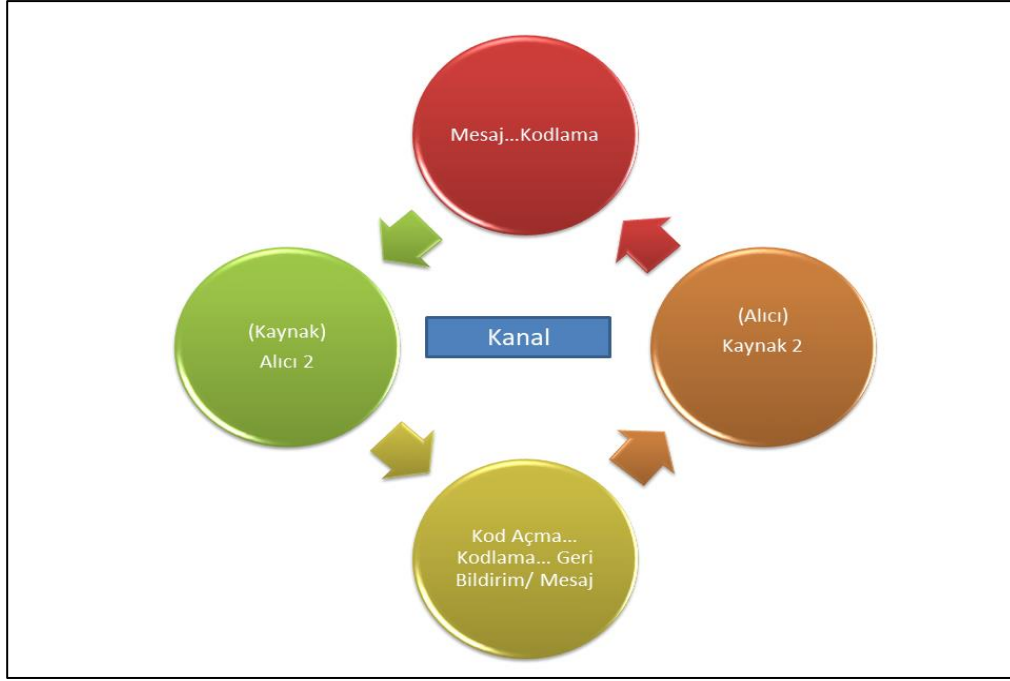 Mesaj...Kodlama
(Kaynak)
Alıcı 2
Kanal
(Alıcı)
Kaynak 2
Kod Açma...
Kodlama... Geri
Bildirim/ Mesaj